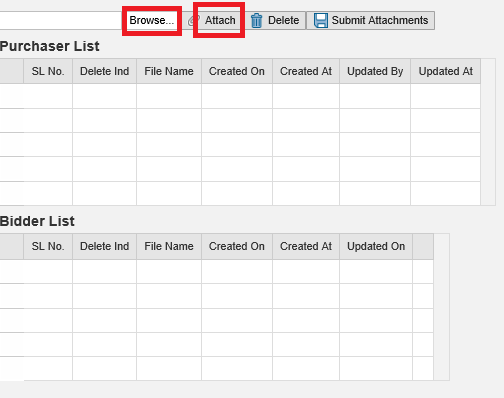 Browse... Attach Delete Submit Attachments
Purchaser List
SL No. Delete Ind File Name Created On Created At Updated By Updated At
Bidder List
SL No. Delete Ind File Name Created On Created At Updated On